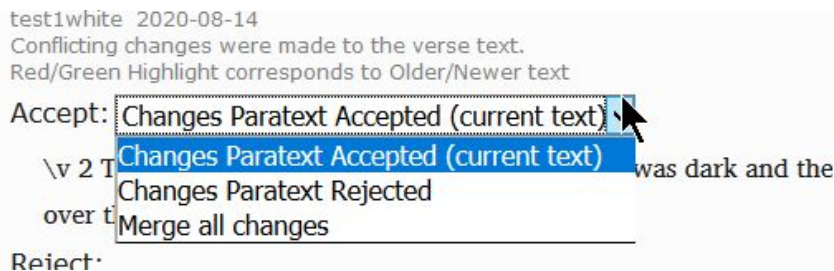 test1white 2020-08-14
Conflicting changes were made to the verse text.
Red/Green Highlight corresponds to Older/Newer text
Accept: Changes Paratext Accepted (current text)
Changes Paratext Accepted (current text)
\v 2 T was dark and the
Changes Paratext Rejected
over t
Merge all changes
Reject: